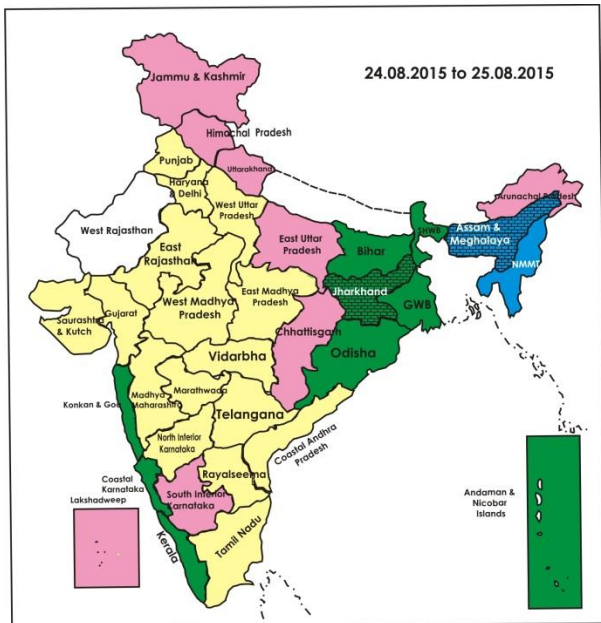 24.08.2015 to 25.08.2015
Jammu & Kashmir
Himachal Pradesh
Punjab
Uttarakhand
Haryana
& Delhi
West Uttar
Pradesh
Arunachal Pradesh
West Rajasthan
SHWB
Assam &
Meghalaya
East
Rajasthan
East Uttar
Pradesh
Bihar
NMMT
West Madhya
Pradesh
East Madhya
Pradesh
Jharkhand
GWB
Saurashtra
& Kutch
Gujarat
Chhattisgarh
Vidarbha
Odisha
Konkan & Goa
Madhya
Maharashtra
Marathwada
Telangana
North Interior
Karnataka
Coastal Andhra
Pradesh
Rayalseema
Coastal
Karnataka
South Interior
Karnataka
Lakshadweep
Andaman &
Nicobar
Islands
Kerala
Tamil Nadu